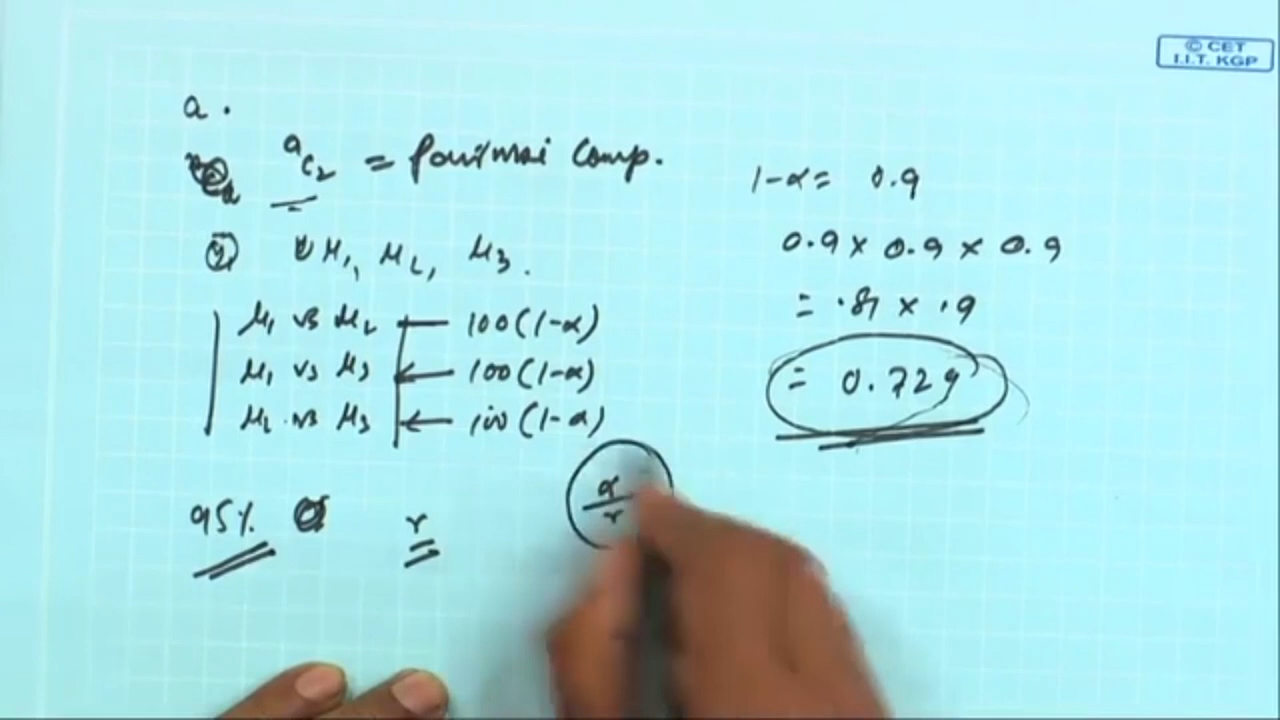 © CET
I.I.T. KGP
a.
aC2 = Pairwise Comp.
μ1, μ2, μ3.
μ1 vs μ2 ← 100(1-α)
μ1 vs μ3 ← 100(1-α)
μ2 vs μ3 ← 100(1-α)
95% r α/r
1-α = 0.9
0.9 × 0.9 × 0.9
= .81 × .9
= 0.729